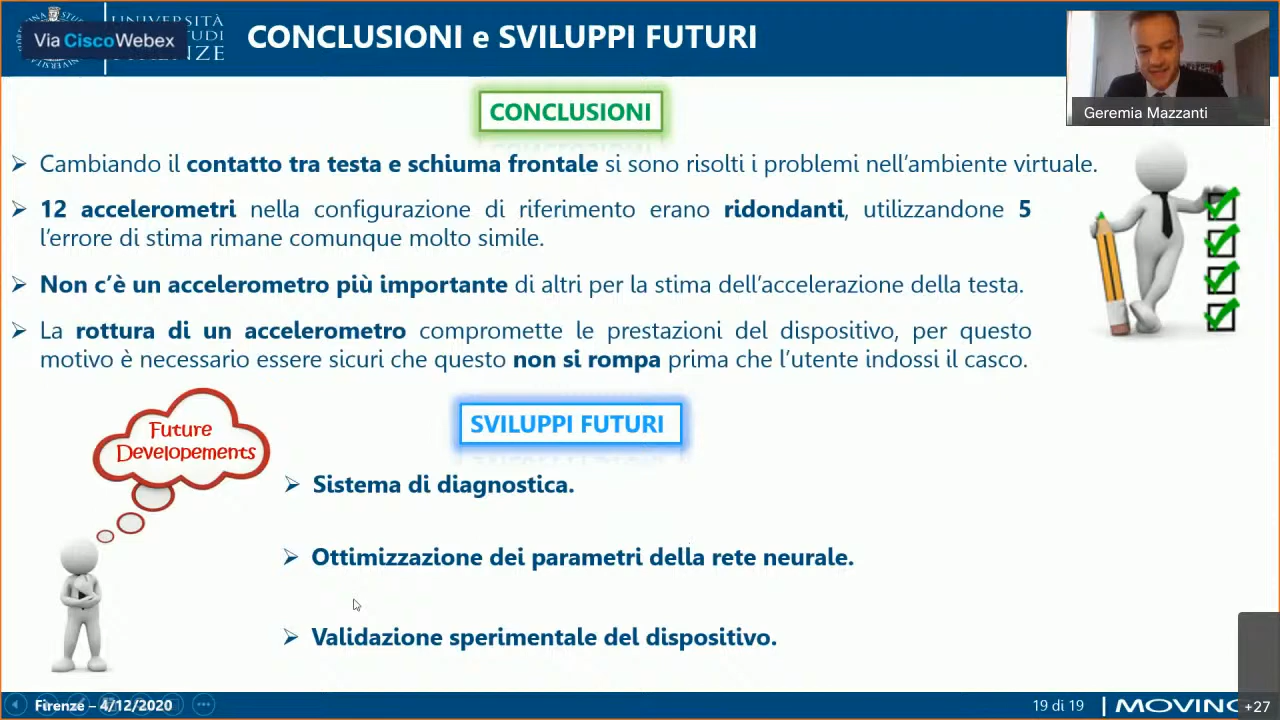 UNIVERSITÀ
Via Cisco Webex
CONCLUSIONI e SVILUPPI FUTURI
Geremia Mazzanti
CONCLUSIONI
Cambiando il contatto tra testa e schiuma frontale si sono risolti i problemi nell'ambiente virtuale.
12 accelerometri nella configurazione di riferimento erano ridondanti, utilizzandone 5
l'errore di stima rimane comunque molto simile.
Non c'è un accelerometro più importante di altri per la stima dell'accelerazione della testa.
La rottura di un accelerometro compromette le prestazioni del dispositivo, per questo
motivo è necessario essere sicuri che questo non si rompa prima che l'utente indossi il casco.
Future
Developements
SVILUPPI FUTURI
Sistema di diagnostica.
Ottimizzazione dei parametri della rete neurale.
Validazione sperimentale del dispositivo.
Firenze – 4/12/2020
19 di 19
MOVING
+27